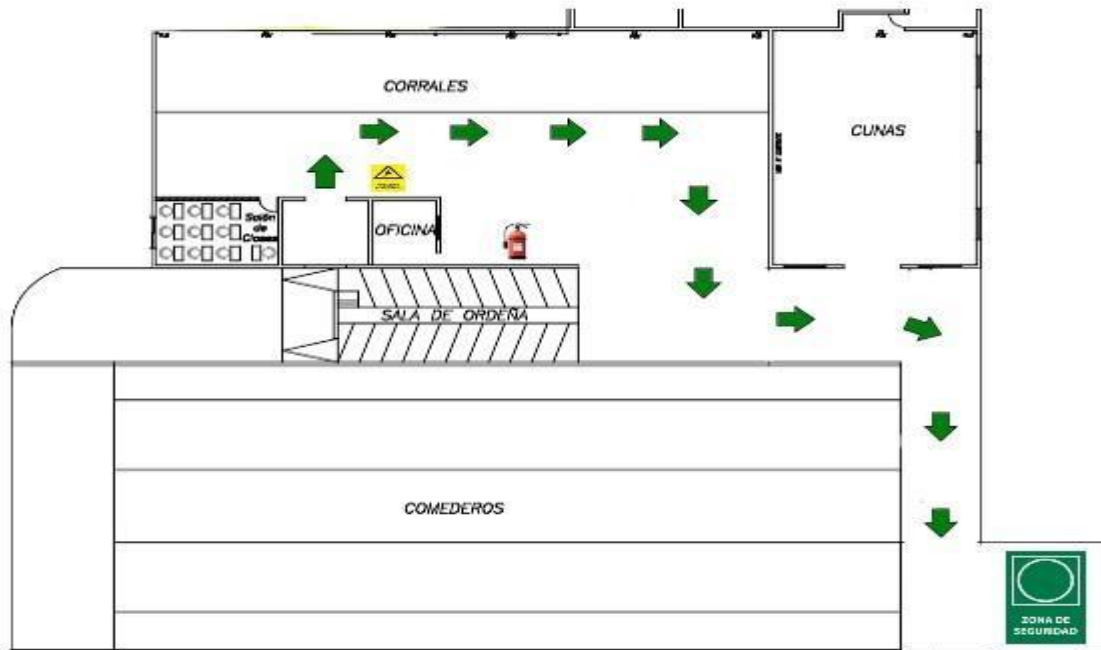 CORRALES
CUNAS
Salón
de
Clases
OFICINA
SALA DE ORDEÑA
COMEDEROS
ZONA DE
SEGURIDAD